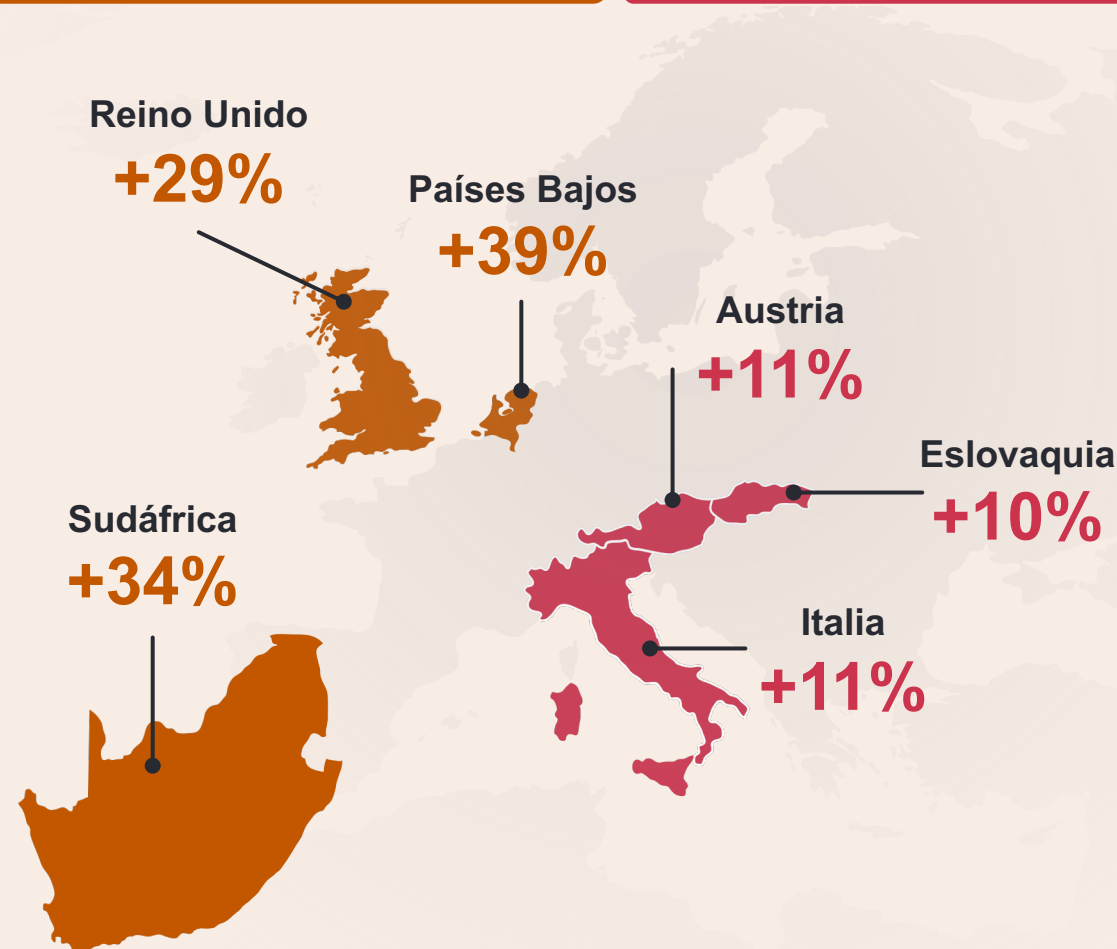 Reino Unido
+29%
Países Bajos
+39%
Austria
+11%
Eslovaquia
+10%
Sudáfrica
+34%
Italia
+11%